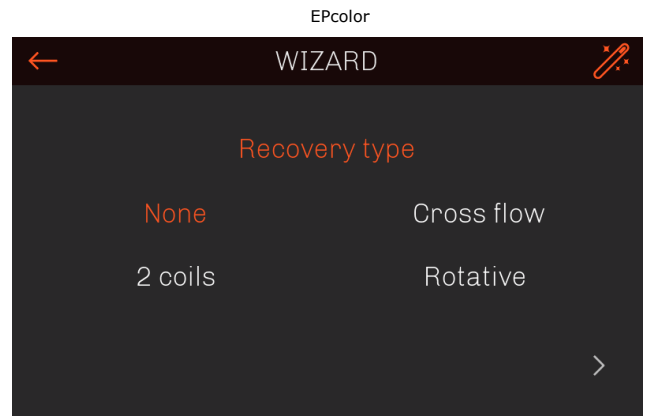 EPcolor
WIZARD
Recovery type
None Cross flow
2 coils Rotative